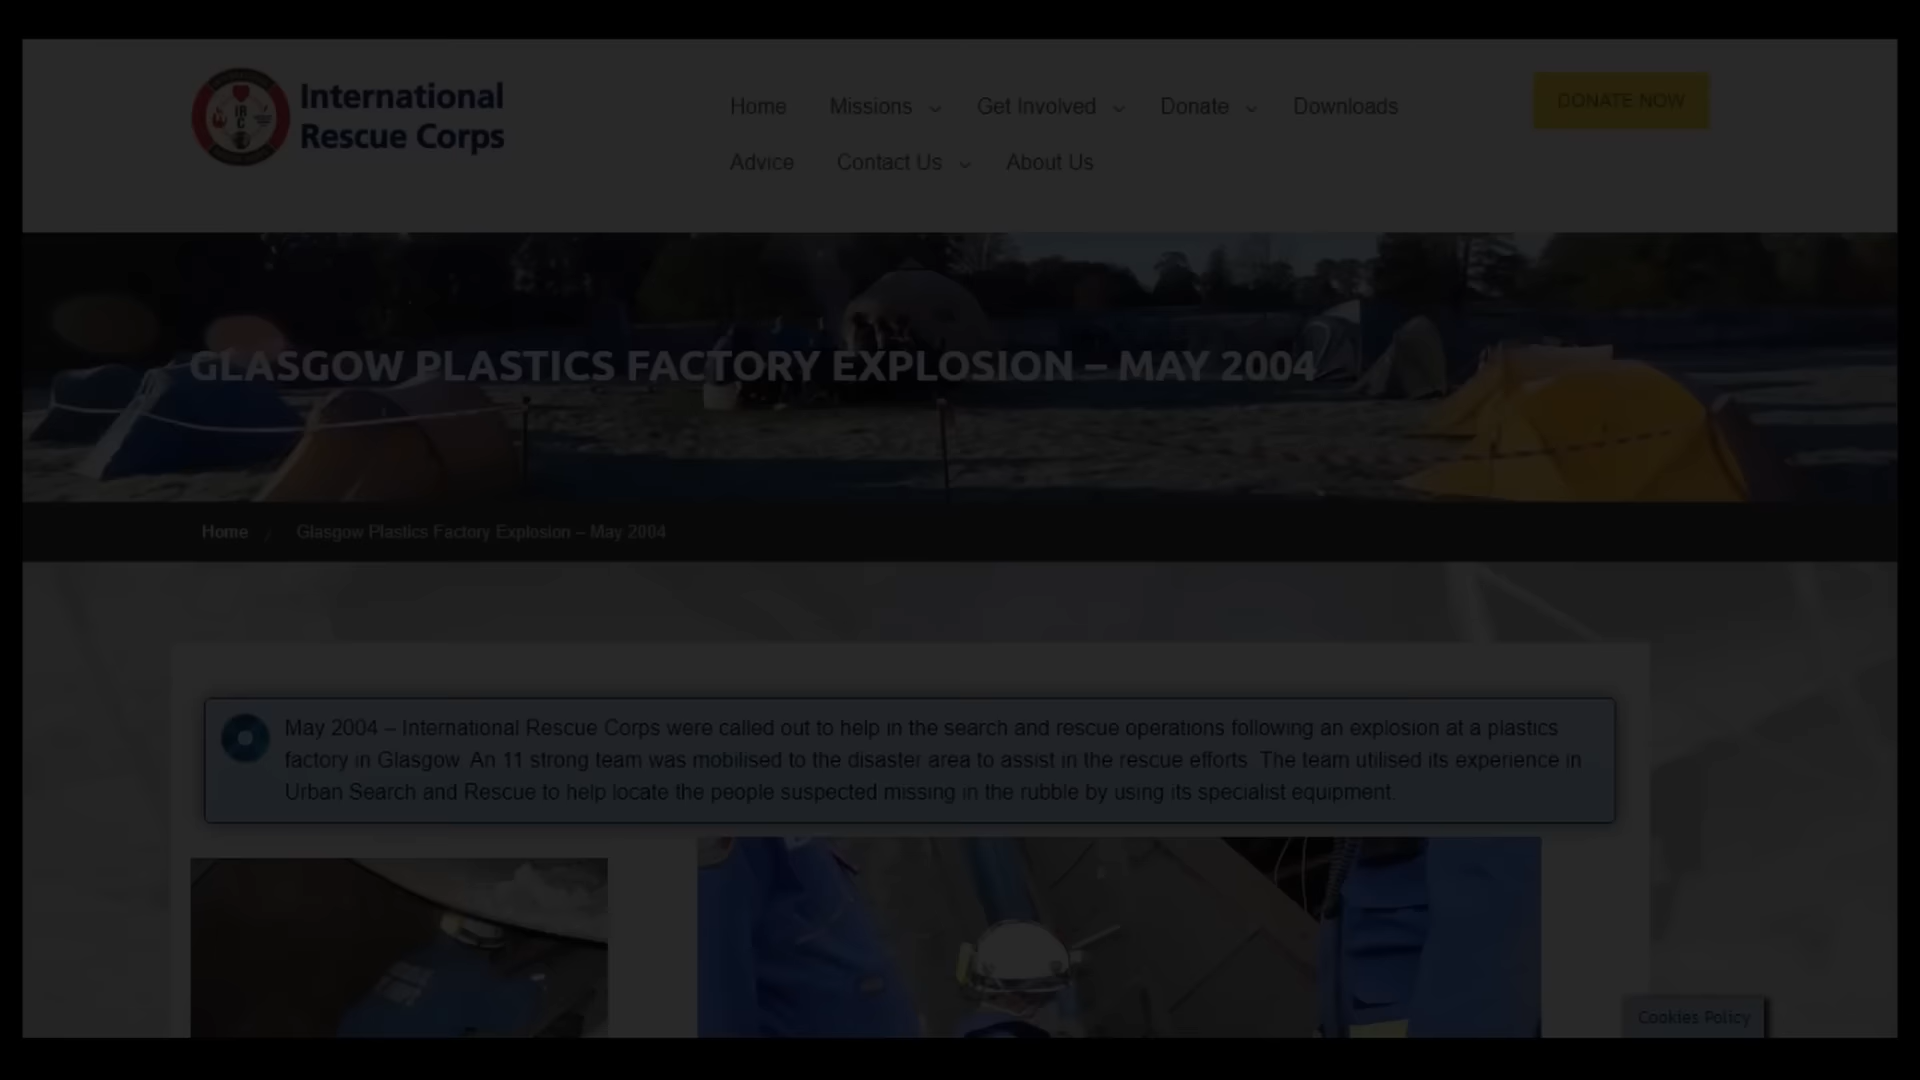 International
Rescue Corps
Home Missions Get Involved Donate Downloads
Advice Contact Us About Us
DONATE NOW
GLASGOW PLASTICS FACTORY EXPLOSION – MAY 2004
Home / Glasgow Plastics Factory Explosion – May 2004
May 2004 – International Rescue Corps were called out to help in the search and rescue operations following an explosion at a plastics
factory in Glasgow. An 11 strong team was mobilised to the disaster area to assist in the rescue efforts. The team utilised its experience in
Urban Search and Rescue to help locate the people suspected missing in the rubble by using its specialist equipment.
Cookies Policy